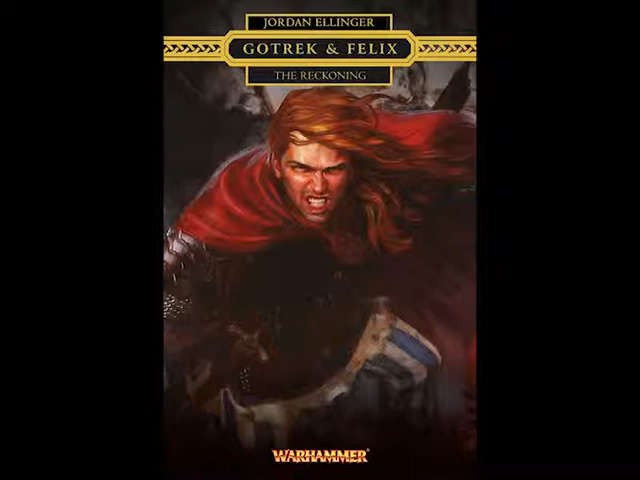 JORDAN ELLINGER
GOTREK & FELIX
THE RECKONING
WARHAMMER®